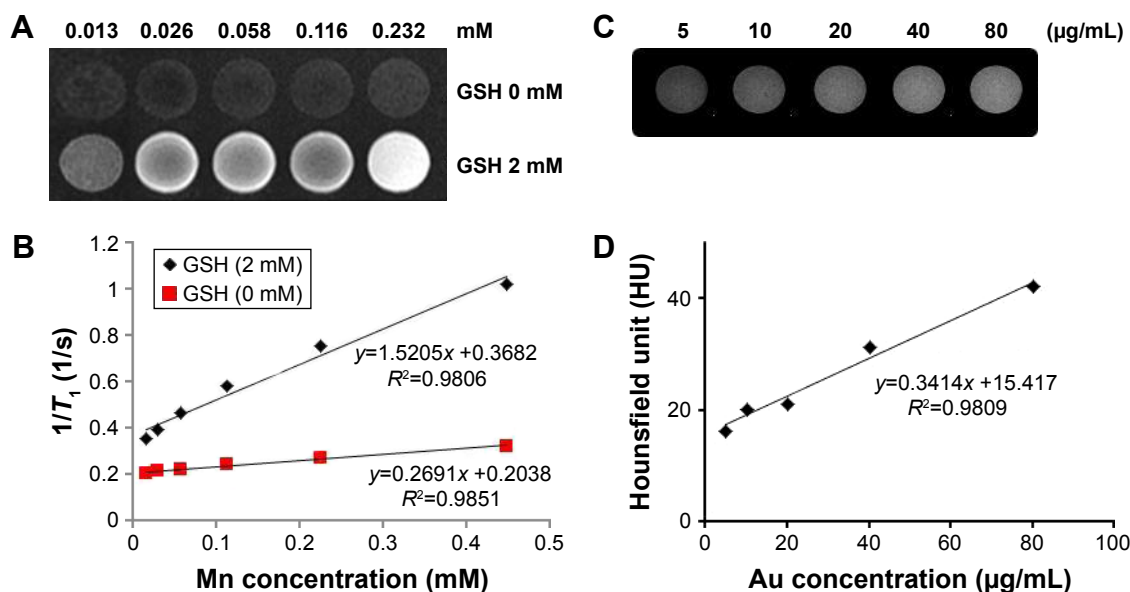 A
0.013 0.026 0.058 0.116 0.232 mM
GSH 0 mM
GSH 2 mM
B
1.2
1
0.8
0.6
0.4
0.2
0
GSH (2 mM)
GSH (0 mM)
y=1.5205x +0.3682
R²=0.9806
y=0.2691x +0.2038
R²=0.9851
1/T₁ (1/s)
0 0.1 0.2 0.3 0.4 0.5
Mn concentration (mM)
C
5 10 20 40 80 (µg/mL)
D
40
20
0
y=0.3414x +15.417
R²=0.9809
Hounsfield unit (HU)
0 20 40 60 80 100
Au concentration (µg/mL)